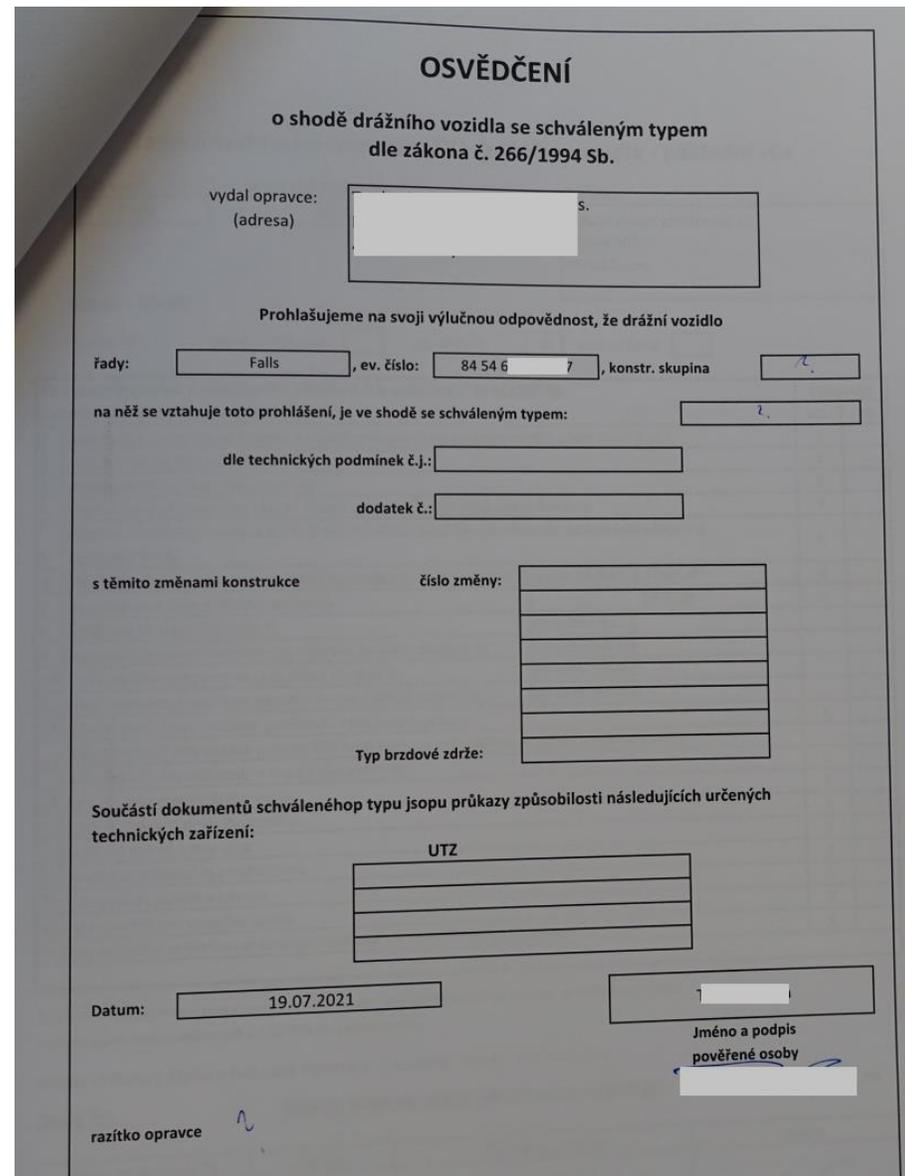 OSVĚDČENÍ
o shodě drážního vozidla se schváleným typem
dle zákona č. 266/1994 Sb.
vydal opravce:
(adresa)
s.
Prohlašujeme na svoji výlučnou odpovědnost, že drážní vozidlo
řady: Falls , ev. číslo: 84 54 6 7 , konstr. skupina
na něž se vztahuje toto prohlášení, je ve shodě se schváleným typem:
dle technických podmínek č.j.:
dodatek č.:
s těmito změnami konstrukce číslo změny:
Typ brzdové zdrže:
Součástí dokumentů schválenéhop typu jsopu průkazy způsobilosti následujících určených
technických zařízení:
UTZ
Datum: 19.07.2021
Jméno a podpis
pověřené osoby
razítko opravce